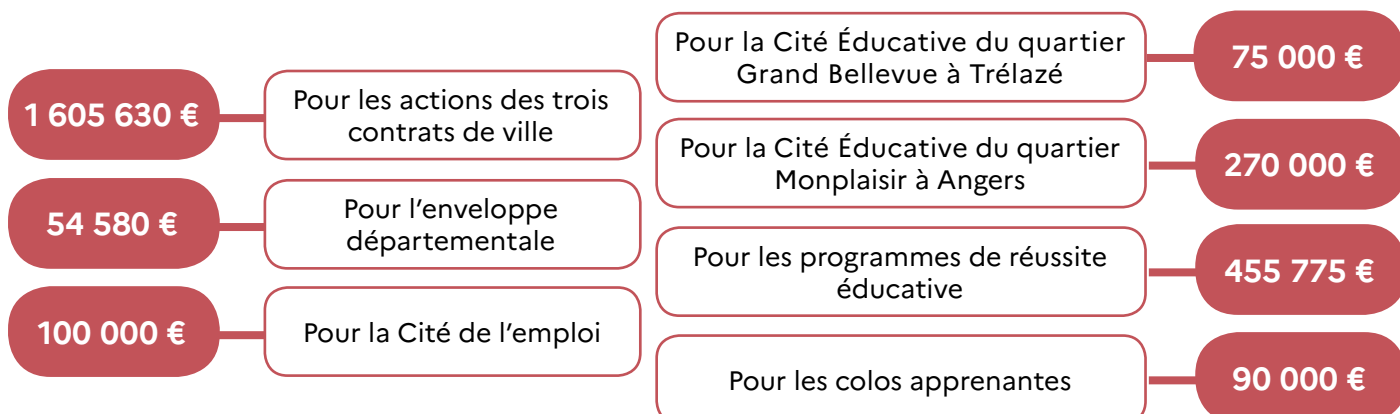 1 605 630 €
Pour les actions des trois
contrats de ville
54 580 €
Pour l’enveloppe
départementale
100 000 €
Pour la Cité de l’emploi
Pour la Cité Éducative du quartier
Grand Bellevue à Trélazé
75 000 €
Pour la Cité Éducative du quartier
Monplaisir à Angers
270 000 €
Pour les programmes de réussite
éducative
455 775 €
Pour les colos apprenantes
90 000 €